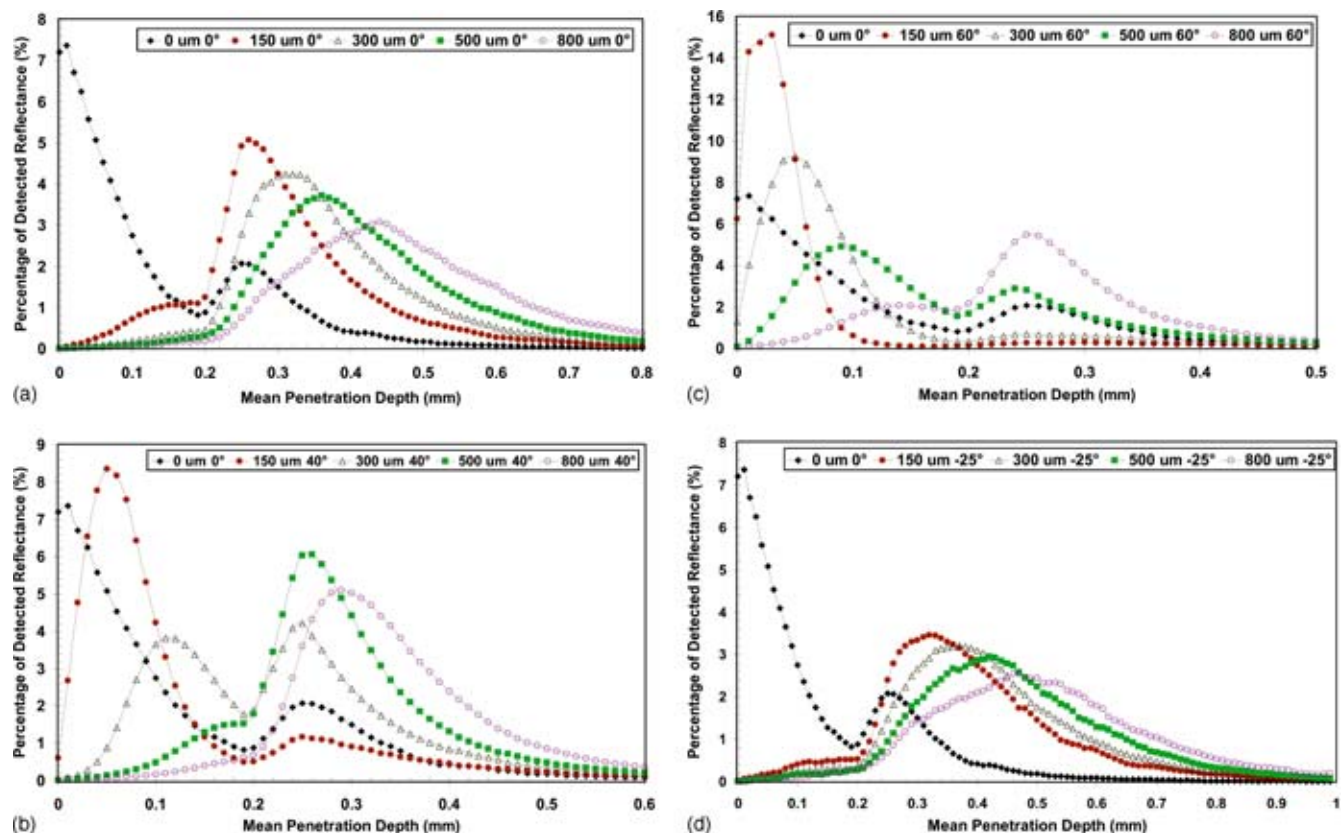 8
7
6
5
4
3
2
1
0
Percentage of Detected Reflectance (%)
0 um 0° 150 um 0° 300 um 0° 500 um 0° 800 um 0°
0 0.1 0.2 0.3 0.4 0.5 0.6 0.7 0.8
Mean Penetration Depth (mm)
(a)
16
14
12
10
8
6
4
2
0
Percentage of Detected Reflectance (%)
0 um 0° 150 um 60° 300 um 60° 500 um 60° 800 um 60°
0 0.1 0.2 0.3 0.4 0.5
Mean Penetration Depth (mm)
(c)
9
8
7
6
5
4
3
2
1
0
Percentage of Detected Reflectance (%)
0 um 0° 150 um 40° 300 um 40° 500 um 40° 800 um 40°
0 0.1 0.2 0.3 0.4 0.5 0.6
Mean Penetration Depth (mm)
(b)
8
7
6
5
4
3
2
1
0
Percentage of Detected Reflectance (%)
0 um 0° 150 um -25° 300 um -25° 500 um -25° 800 um -25°
0 0.1 0.2 0.3 0.4 0.5 0.6 0.7 0.8 0.9 1
Mean Penetration Depth (mm)
(d)